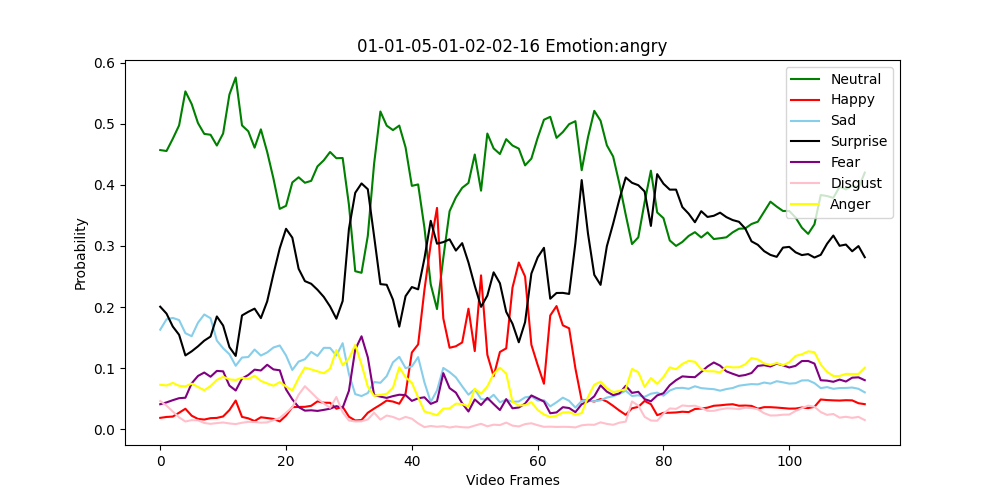 01-01-05-01-02-02-16 Emotion:angry
0.6
0.5
0.4
0.3
0.2
0.1
0.0
Probability
Neutral
Happy
Sad
Surprise
Fear
Disgust
Anger
0 20 40 60 80 100
Video Frames